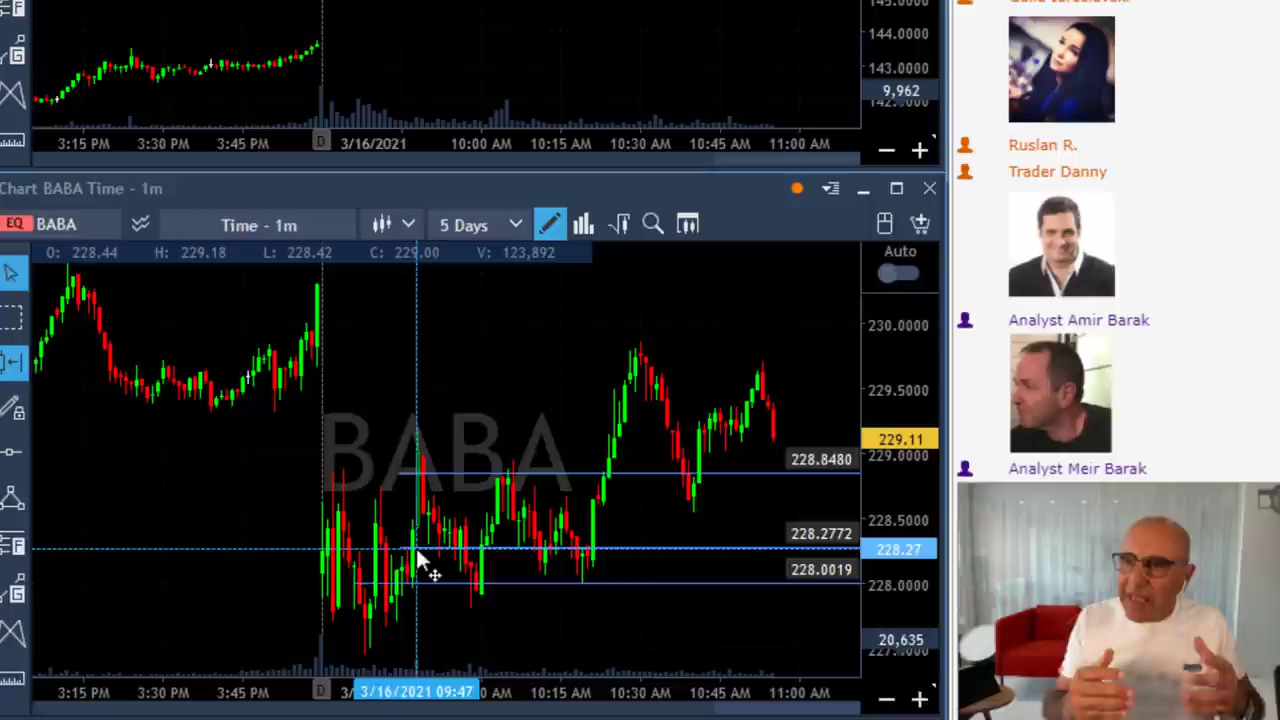 F
G
145.0000
144.0000
143.0000
9,962
3:15 PM 3:30 PM 3:45 PM D 3/16/2021 10:00 AM 10:15 AM 10:30 AM 10:45 AM 11:00 AM
Chart BABA Time - 1m
EQ BABA Time - 1m 5 Days
O: 228.44 H: 229.18 L: 228.42 C: 229.00 V: 123,892
Auto
BABA
230.0000
229.5000
229.11
229.0000
228.8480
228.5000
228.2772
228.27
228.0019
228.0000
20,635
F
G
3:15 PM 3:30 PM 3:45 PM D 3/16/2021 09:47 AM 10:15 AM 10:30 AM 10:45 AM 11:00 AM
Ruslan R.
Trader Danny
Analyst Amir Barak
Analyst Meir Barak